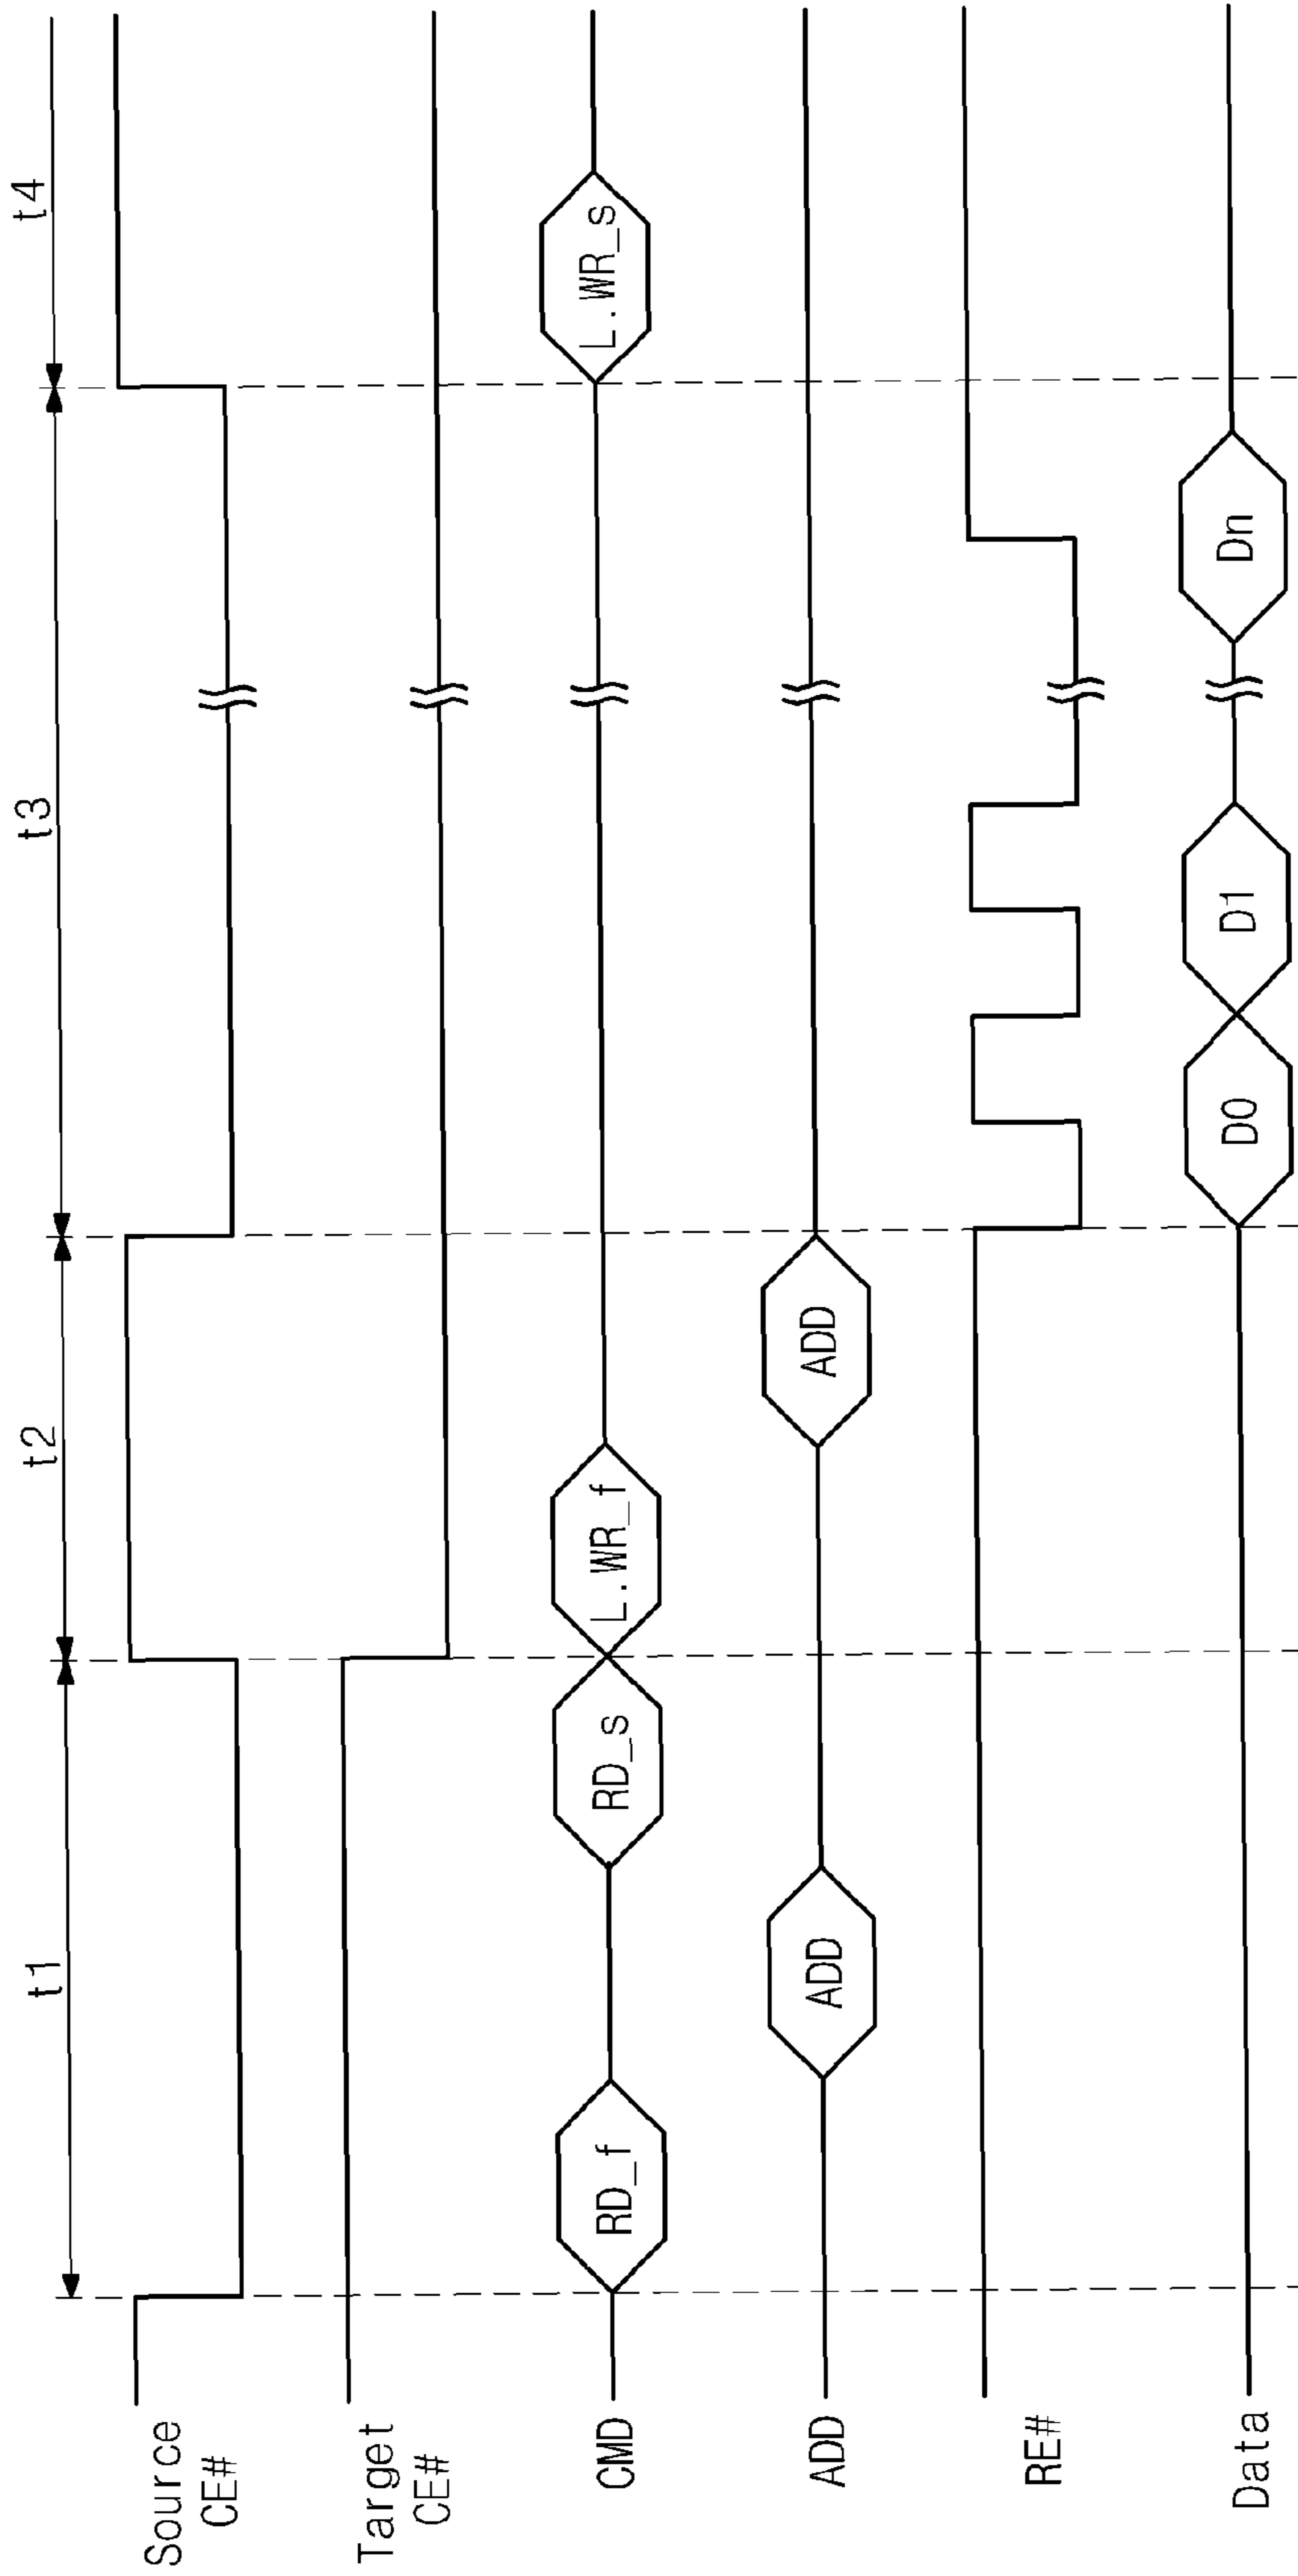 t1 t2 t3 t4
Source
CE#
Target
CE#
CMD RD_f RD_s L.WR_f L.WR_s
ADD ADD ADD
RE#
Data D0 D1 Dn